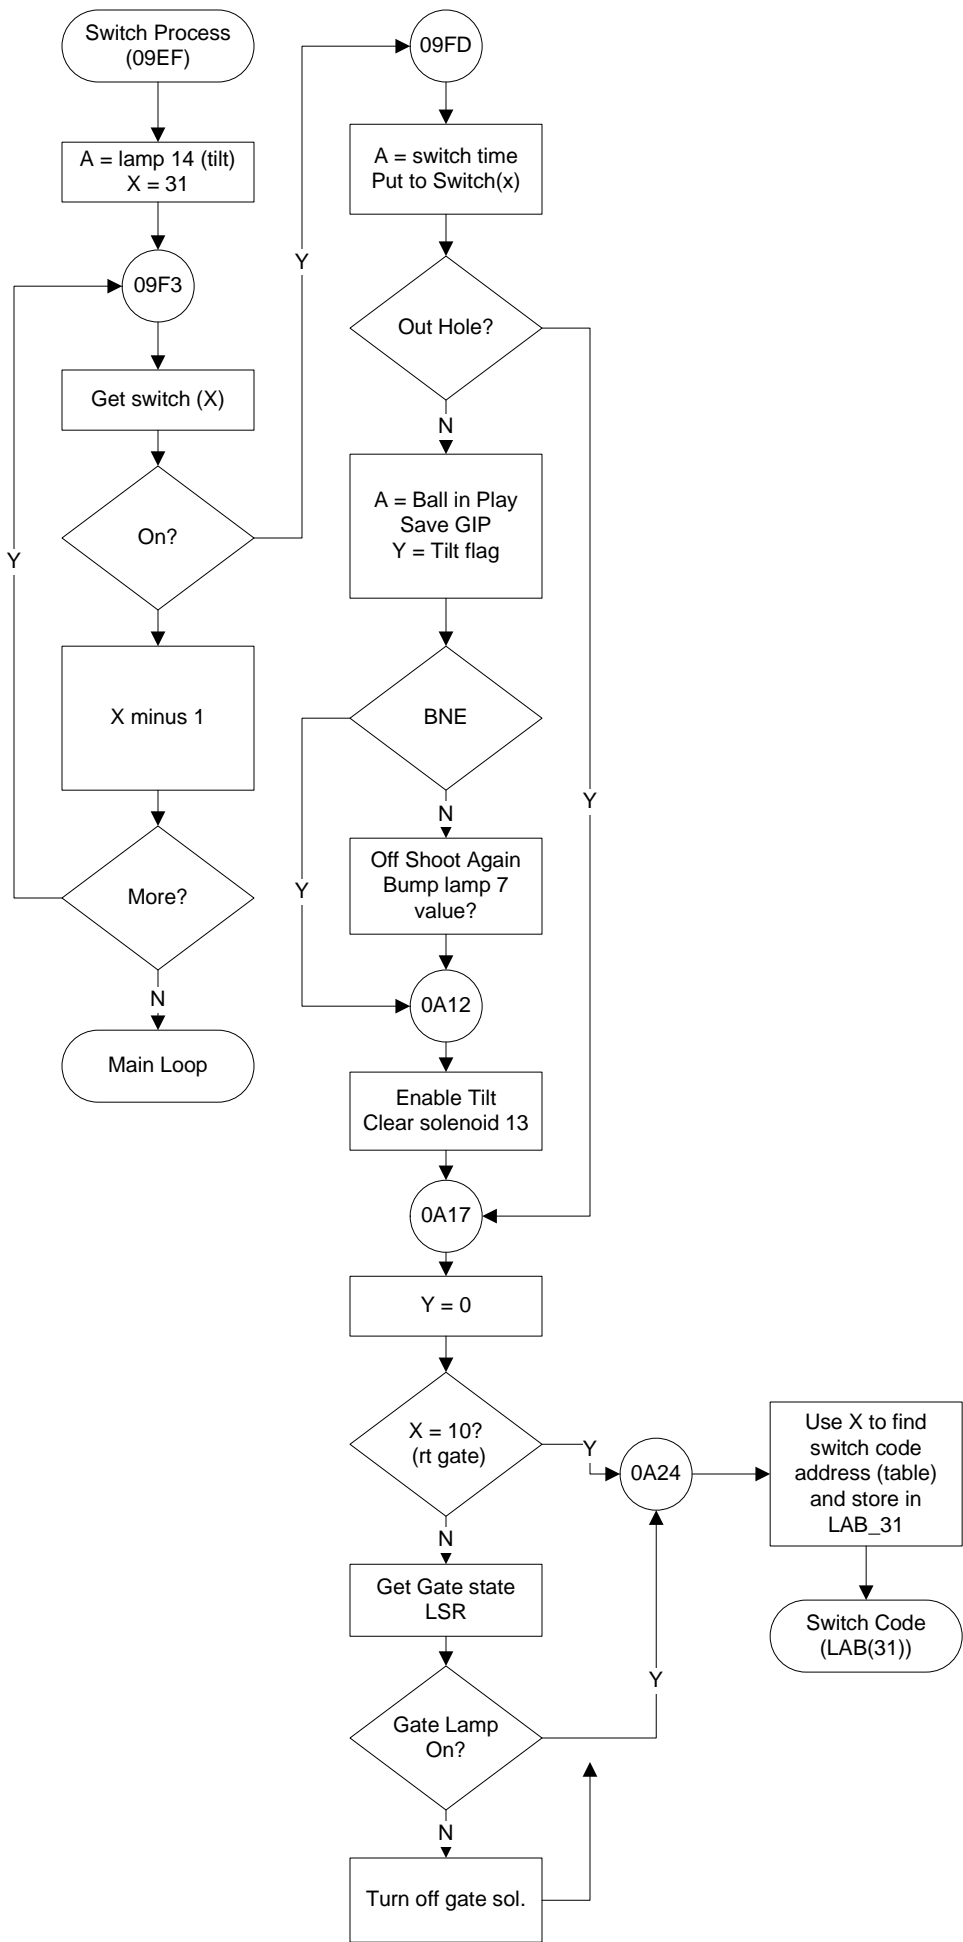 Switch Process
(09EF)
A = lamp 14 (tilt)
X = 31
09F3
Get switch (X)
On?
Y
X minus 1
More?
Y
N
Main Loop
09FD
A = switch time
Put to Switch(x)
Out Hole?
N
Y
A = Ball in Play
Save GIP
Y = Tilt flag
BNE
N
Y
Off Shoot Again
Bump lamp 7
value?
0A12
Enable Tilt
Clear solenoid 13
0A17
Y = 0
X = 10?
(rt gate)
Y
N
Get Gate state
LSR
Gate Lamp
On?
Y
N
Turn off gate sol.
0A24
Use X to find
switch code
address (table)
and store in
LAB_31
Switch Code
(LAB(31))